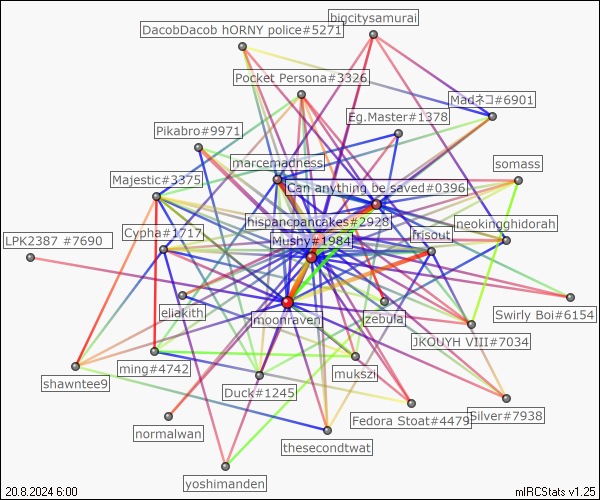 bigcitysamurai
DacobDacob hORNY police#5271
Pocket Persona#3326
Madネコ#6901
Eg.Master#1378
Pikabro#9971
marcemadness
somass
Majestic#3375
Can anything be saved#0396
hispancpancakes#2928
neokingghidorah
Cypha#1717
frisout
LPK2387 #7690
Mushy#1984
eliakith
moonraven
zebula
Swirly Boi#6154
JKOUYH VIII#7034
ming#4742
mukszi
shawntee9
Duck#1245
Fedora Stoat#4479
Silver#7938
normalwan
thesecondtwat
yoshimanden
20.8.2024 6:00
mIRCStats v1.25